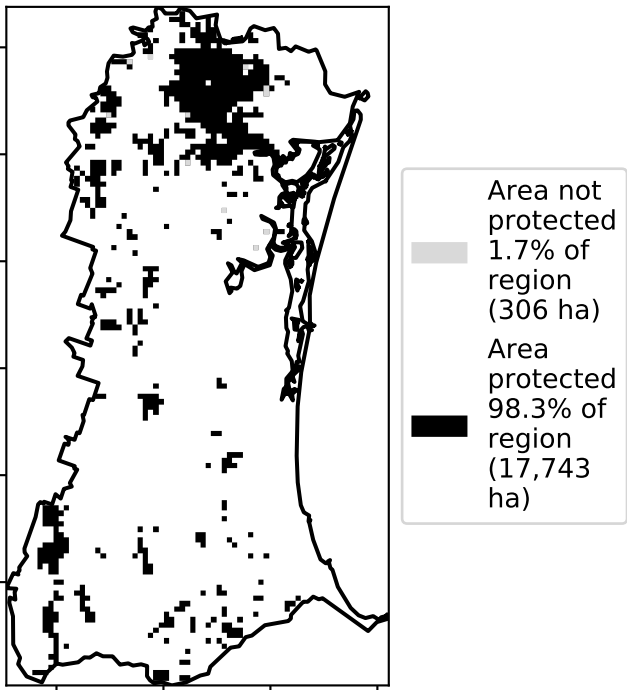 Area not
protected
1.7% of
region
(306 ha)
Area
protected
98.3% of
region
(17,743
ha)